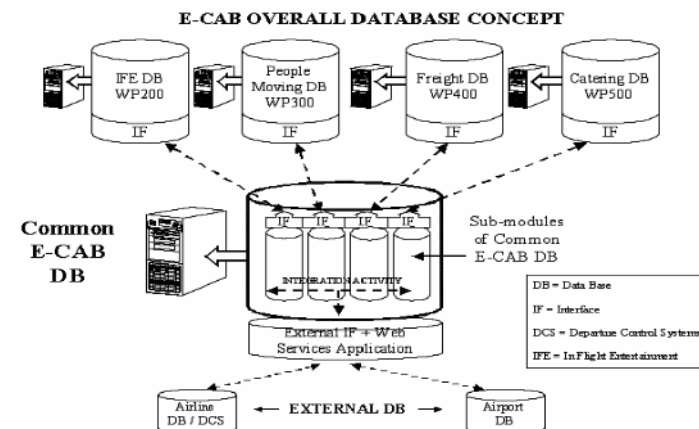 E-CAB OVERALL DATABASE CONCEPT
IFE DB
WP200
IF
People
Moving DB
WP300
IF
Freight DB
WP400
IF
Catering DB
WP500
IF
Common
E-CAB
DB
IF
IF
IF
IF
INTEGRATION ACTIVITY
Sub-modules
of Common
E-CAB DB
External IF + Web
Services Application
DB = Data Base
IF = Interface
DCS = Departure Control Systems
IFE = In Flight Entertainment
Airline
DB / DCS
EXTERNAL DB
Airport
DB